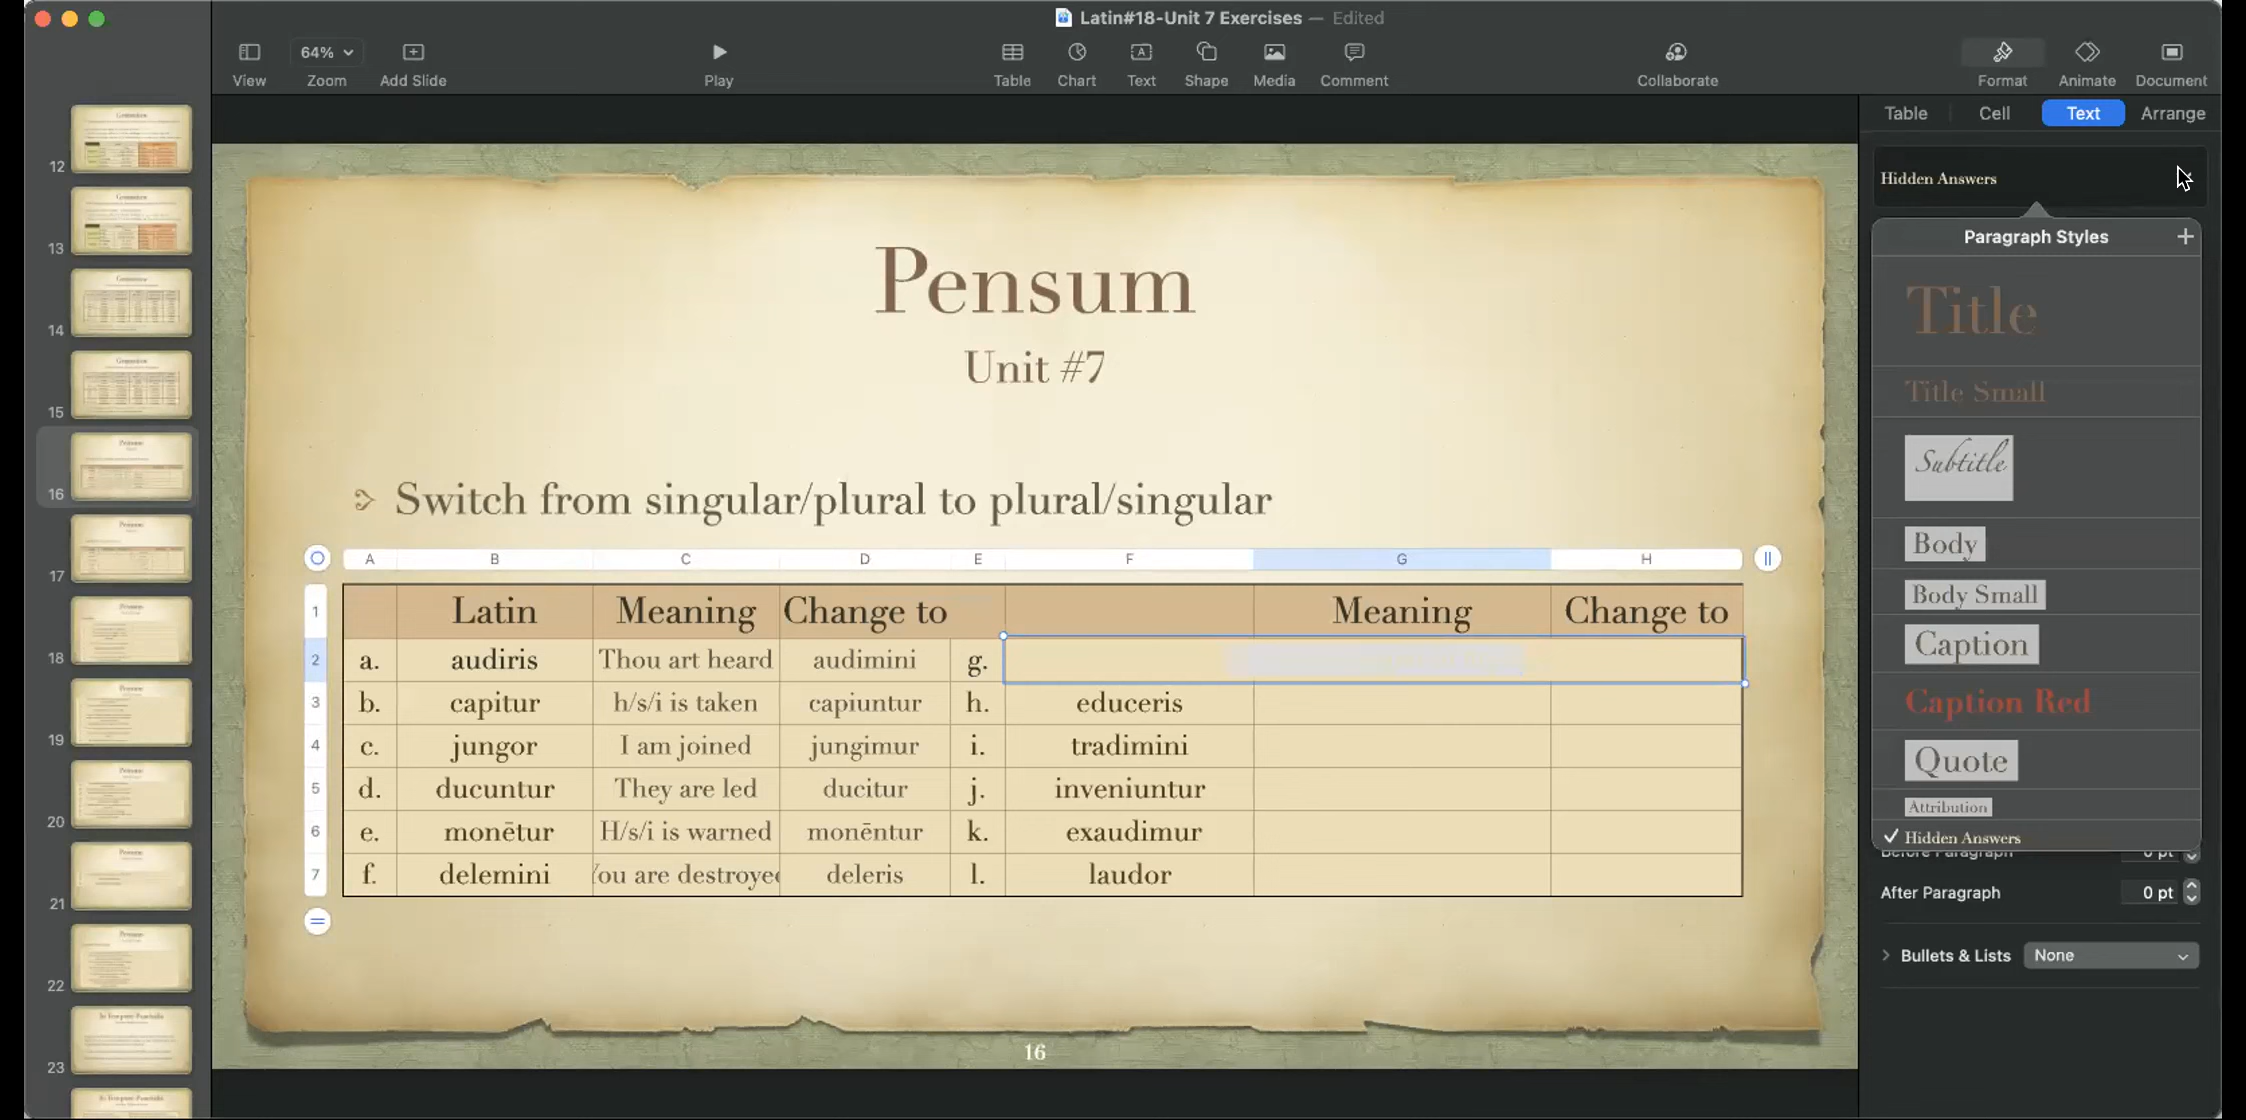 Latin#18-Unit 7 Exercises — Edited
64%
View Zoom Add Slide Play Table Chart Text Shape Media Comment Collaborate Format Animate Document
Table Cell Text Arrange
Hidden Answers
Paragraph Styles
Title
Title Small
Subtitle
Body
Body Small
Caption
Caption Red
Quote
Attribution
Hidden Answers
Before Paragraph 0 pt
After Paragraph 0 pt
Bullets & Lists None
12
13
14
15
16
17
18
19
20
21
22
23
Pensum
Unit #7
Switch from singular/plural to plural/singular
A B C D E F G H
1 Latin Meaning Change to Meaning Change to
2 a. audiris Thou art heard audimini g.
3 b. capitur h/s/i is taken capiuntur h. educeris
4 c. jungor I am joined jungimur i. tradimini
5 d. ducuntur They are led ducitur j. inveniuntur
6 e. monētur H/s/i is warned monēntur k. exaudimur
7 f. delemini ou are destroye deleris l. laudor
16